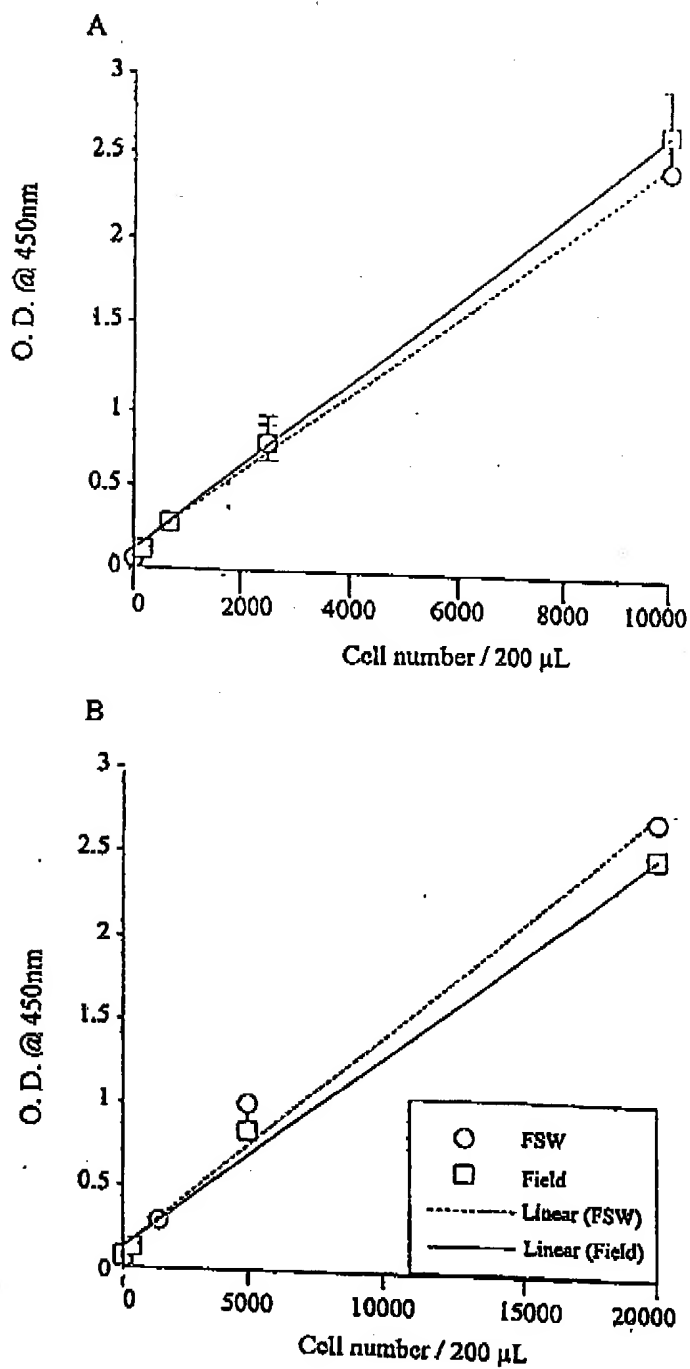 A
3
2.5
2
1.5
1
0.5
0
O. D. @ 450nm
0 2000 4000 6000 8000 10000
Cell number / 200 µL
B
3
2.5
2
1.5
1
0.5
0
O. D. @ 450nm
FSW
Field
Linear (FSW)
Linear (Field)
0 5000 10000 15000 20000
Cell number / 200 µL